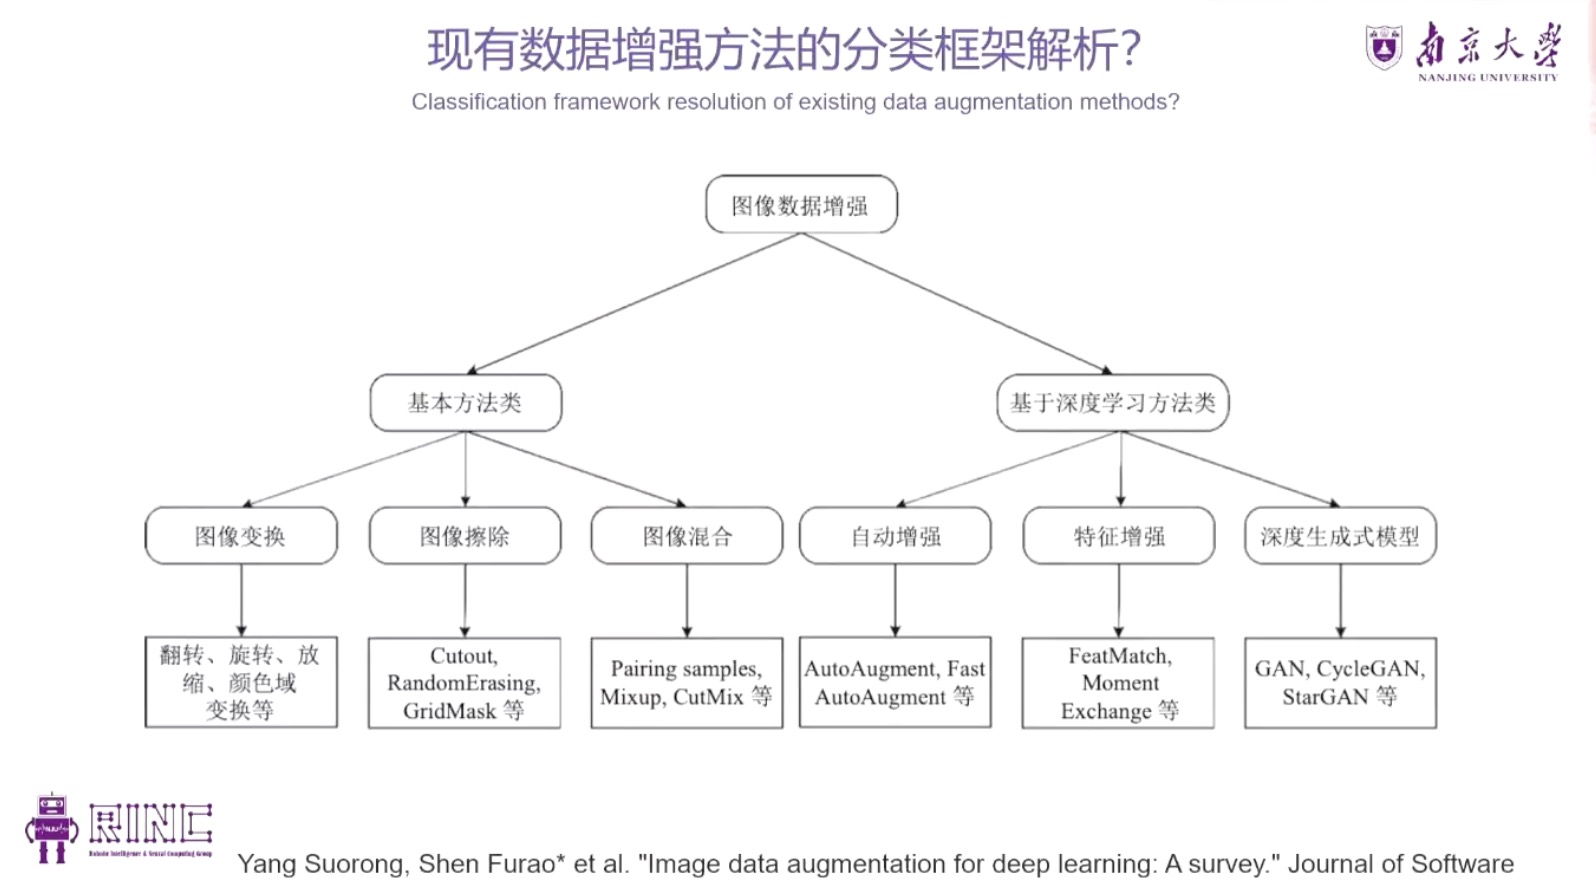 现有数据增强方法的分类框架解析?
Classification framework resolution of existing data augmentation methods?
南京大学
NANJING UNIVERSITY
图像数据增强
基本方法类
基于深度学习方法类
图像变换
图像擦除
图像混合
自动增强
特征增强
深度生成式模型
翻转、旋转、放
缩、颜色域
变换等
Cutout,
RandomErasing,
GridMask 等
Pairing samples,
Mixup, CutMix 等
AutoAugment, Fast
AutoAugment 等
FeatMatch,
Moment
Exchange 等
GAN, CycleGAN,
StarGAN 等
RINC
Robotic Intelligence & Neural Computing Group
Yang Suorong, Shen Furao* et al. "Image data augmentation for deep learning: A survey." Journal of Software